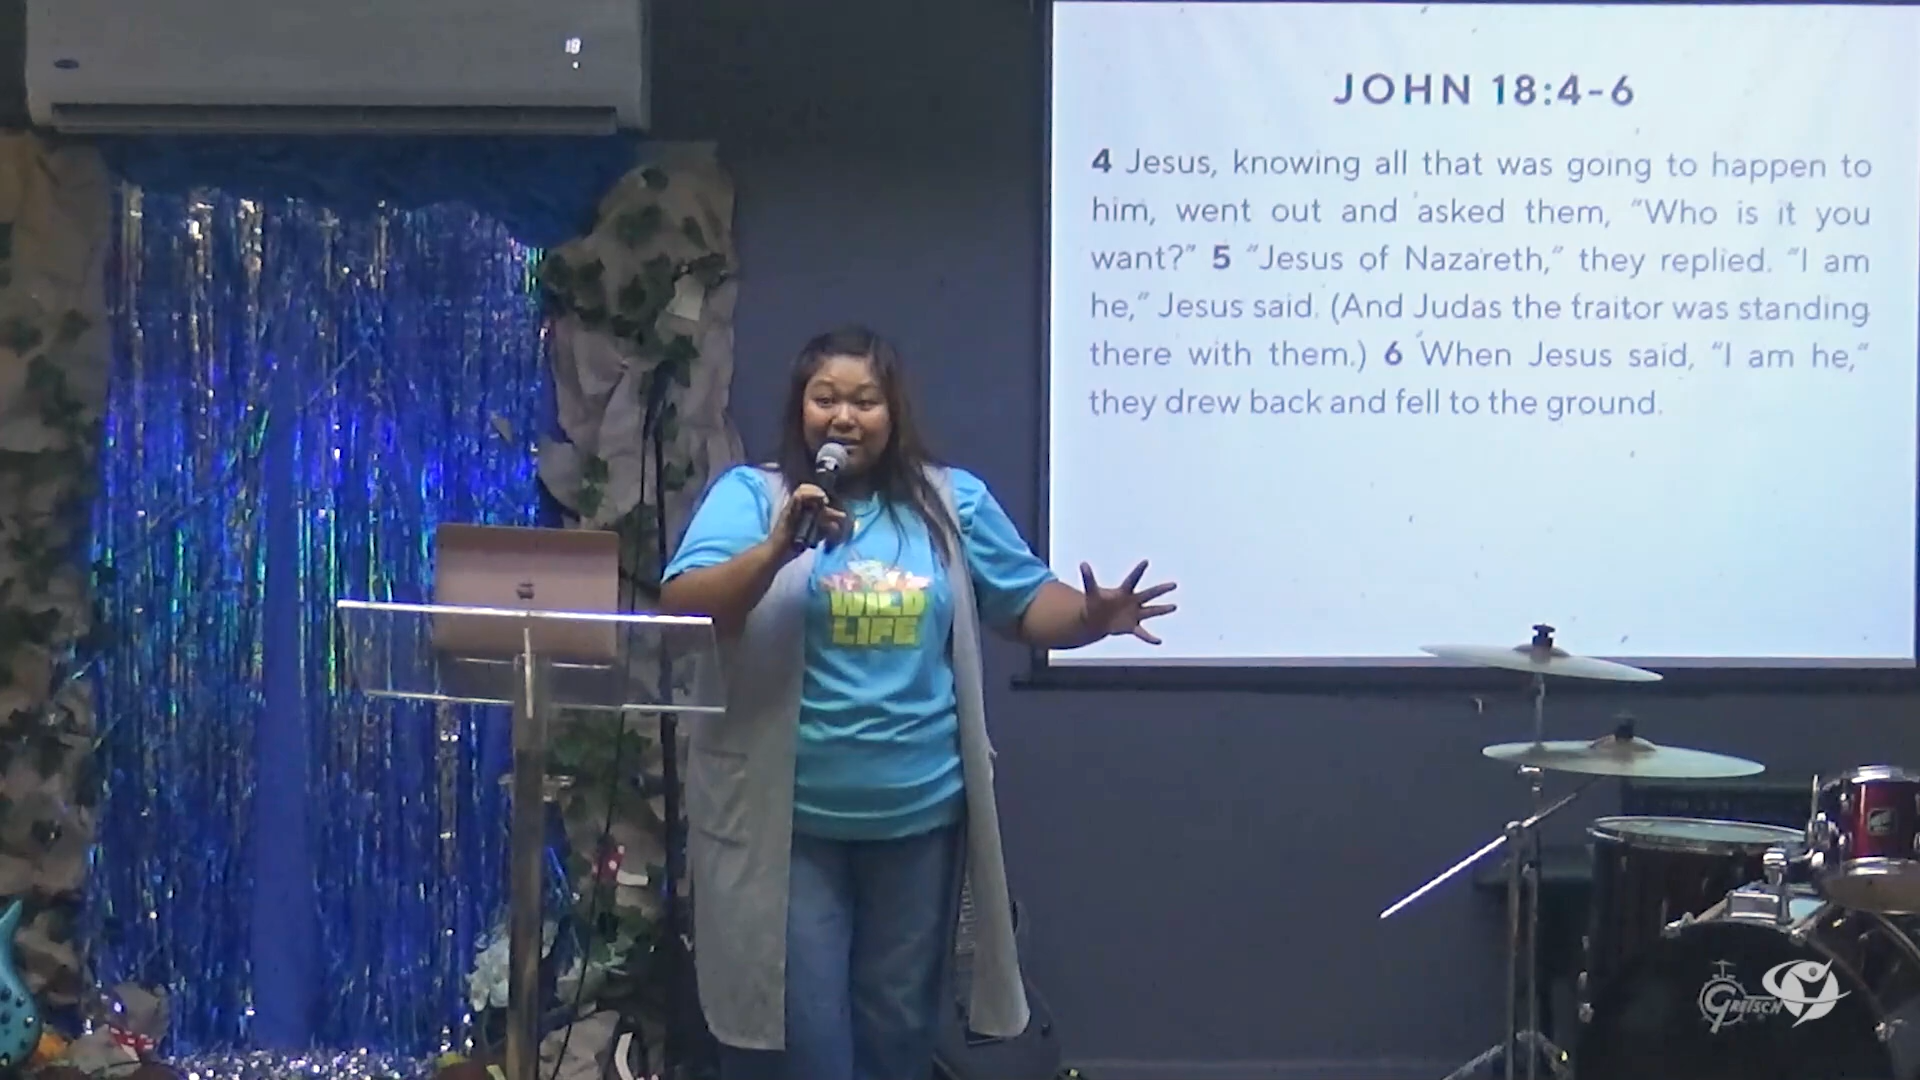 18
JOHN 18:4-6
4 Jesus, knowing all that was going to happen to
him, went out and asked them, “Who is it you
want?” 5 “Jesus of Nazareth,” they replied. “I am
he,” Jesus said. (And Judas the traitor was standing
there with them.) 6 When Jesus said, “I am he,”
they drew back and fell to the ground.
WILD
LIFE
GRETSCH